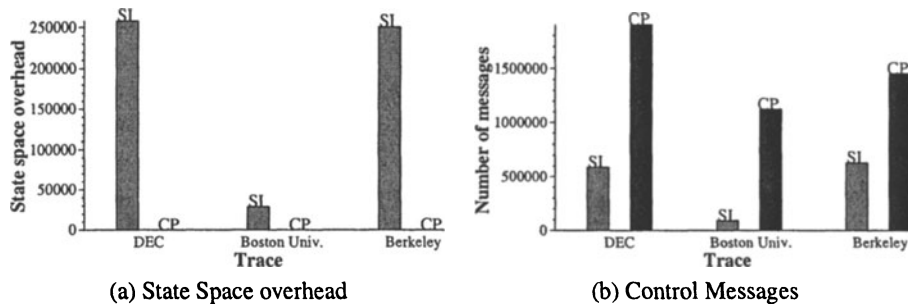 SI
250000
200000
150000
100000
50000
0
State space overhead
SI
CP
SI
CP
SI
CP
DEC
Boston Univ.
Berkeley
Trace
(a) State Space overhead
CP
1500000
1000000
500000
0
Number of messages
SI
CP
SI
CP
SI
DEC
Boston Univ.
Berkeley
Trace
(b) Control Messages